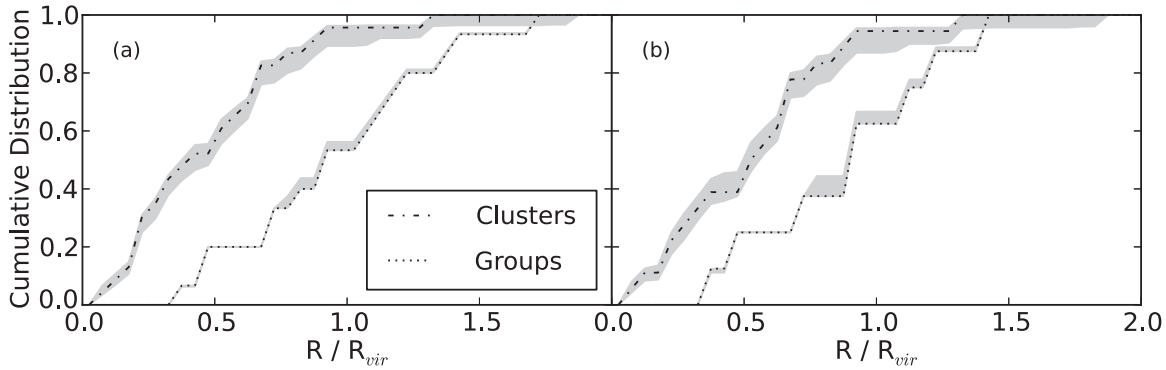 Cumulative Distribution
1.0
0.8
0.6
0.4
0.2
0.0
(a)
Clusters
Groups
0.0 0.5 1.0 1.5
R / R_vir
(b)
0.0 0.5 1.0 1.5 2.0
R / R_vir